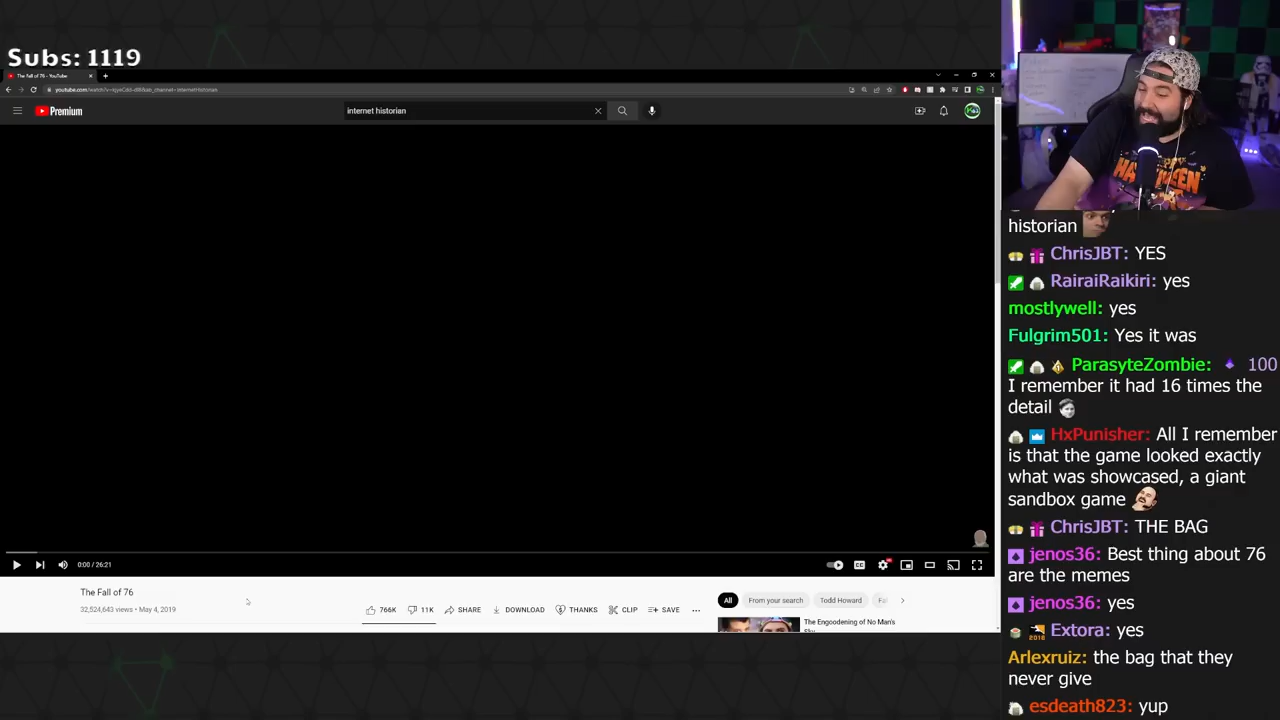 Subs: 1119
The Fall of 76 - YouTube
Premium
internet historian
0:00 / 26:21
The Fall of 76
32,524,643 views • May 4, 2019
766K
11K
SHARE
DOWNLOAD
THANKS
CLIP
SAVE
All
From your search
Todd Howard
The Engoodening of No Man's
historian
ChrisJBT: YES
RairaiRaikiri: yes
mostlywell: yes
Fulgrim501: Yes it was
ParasyteZombie: 100
I remember it had 16 times the
detail
HxPunisher: All I remember
is that the game looked exactly
what was showcased, a giant
sandbox game
ChrisJBT: THE BAG
jenos36: Best thing about 76
are the memes
jenos36: yes
Extora: yes
Arlexruiz: the bag that they
never give
esdeath823: yup